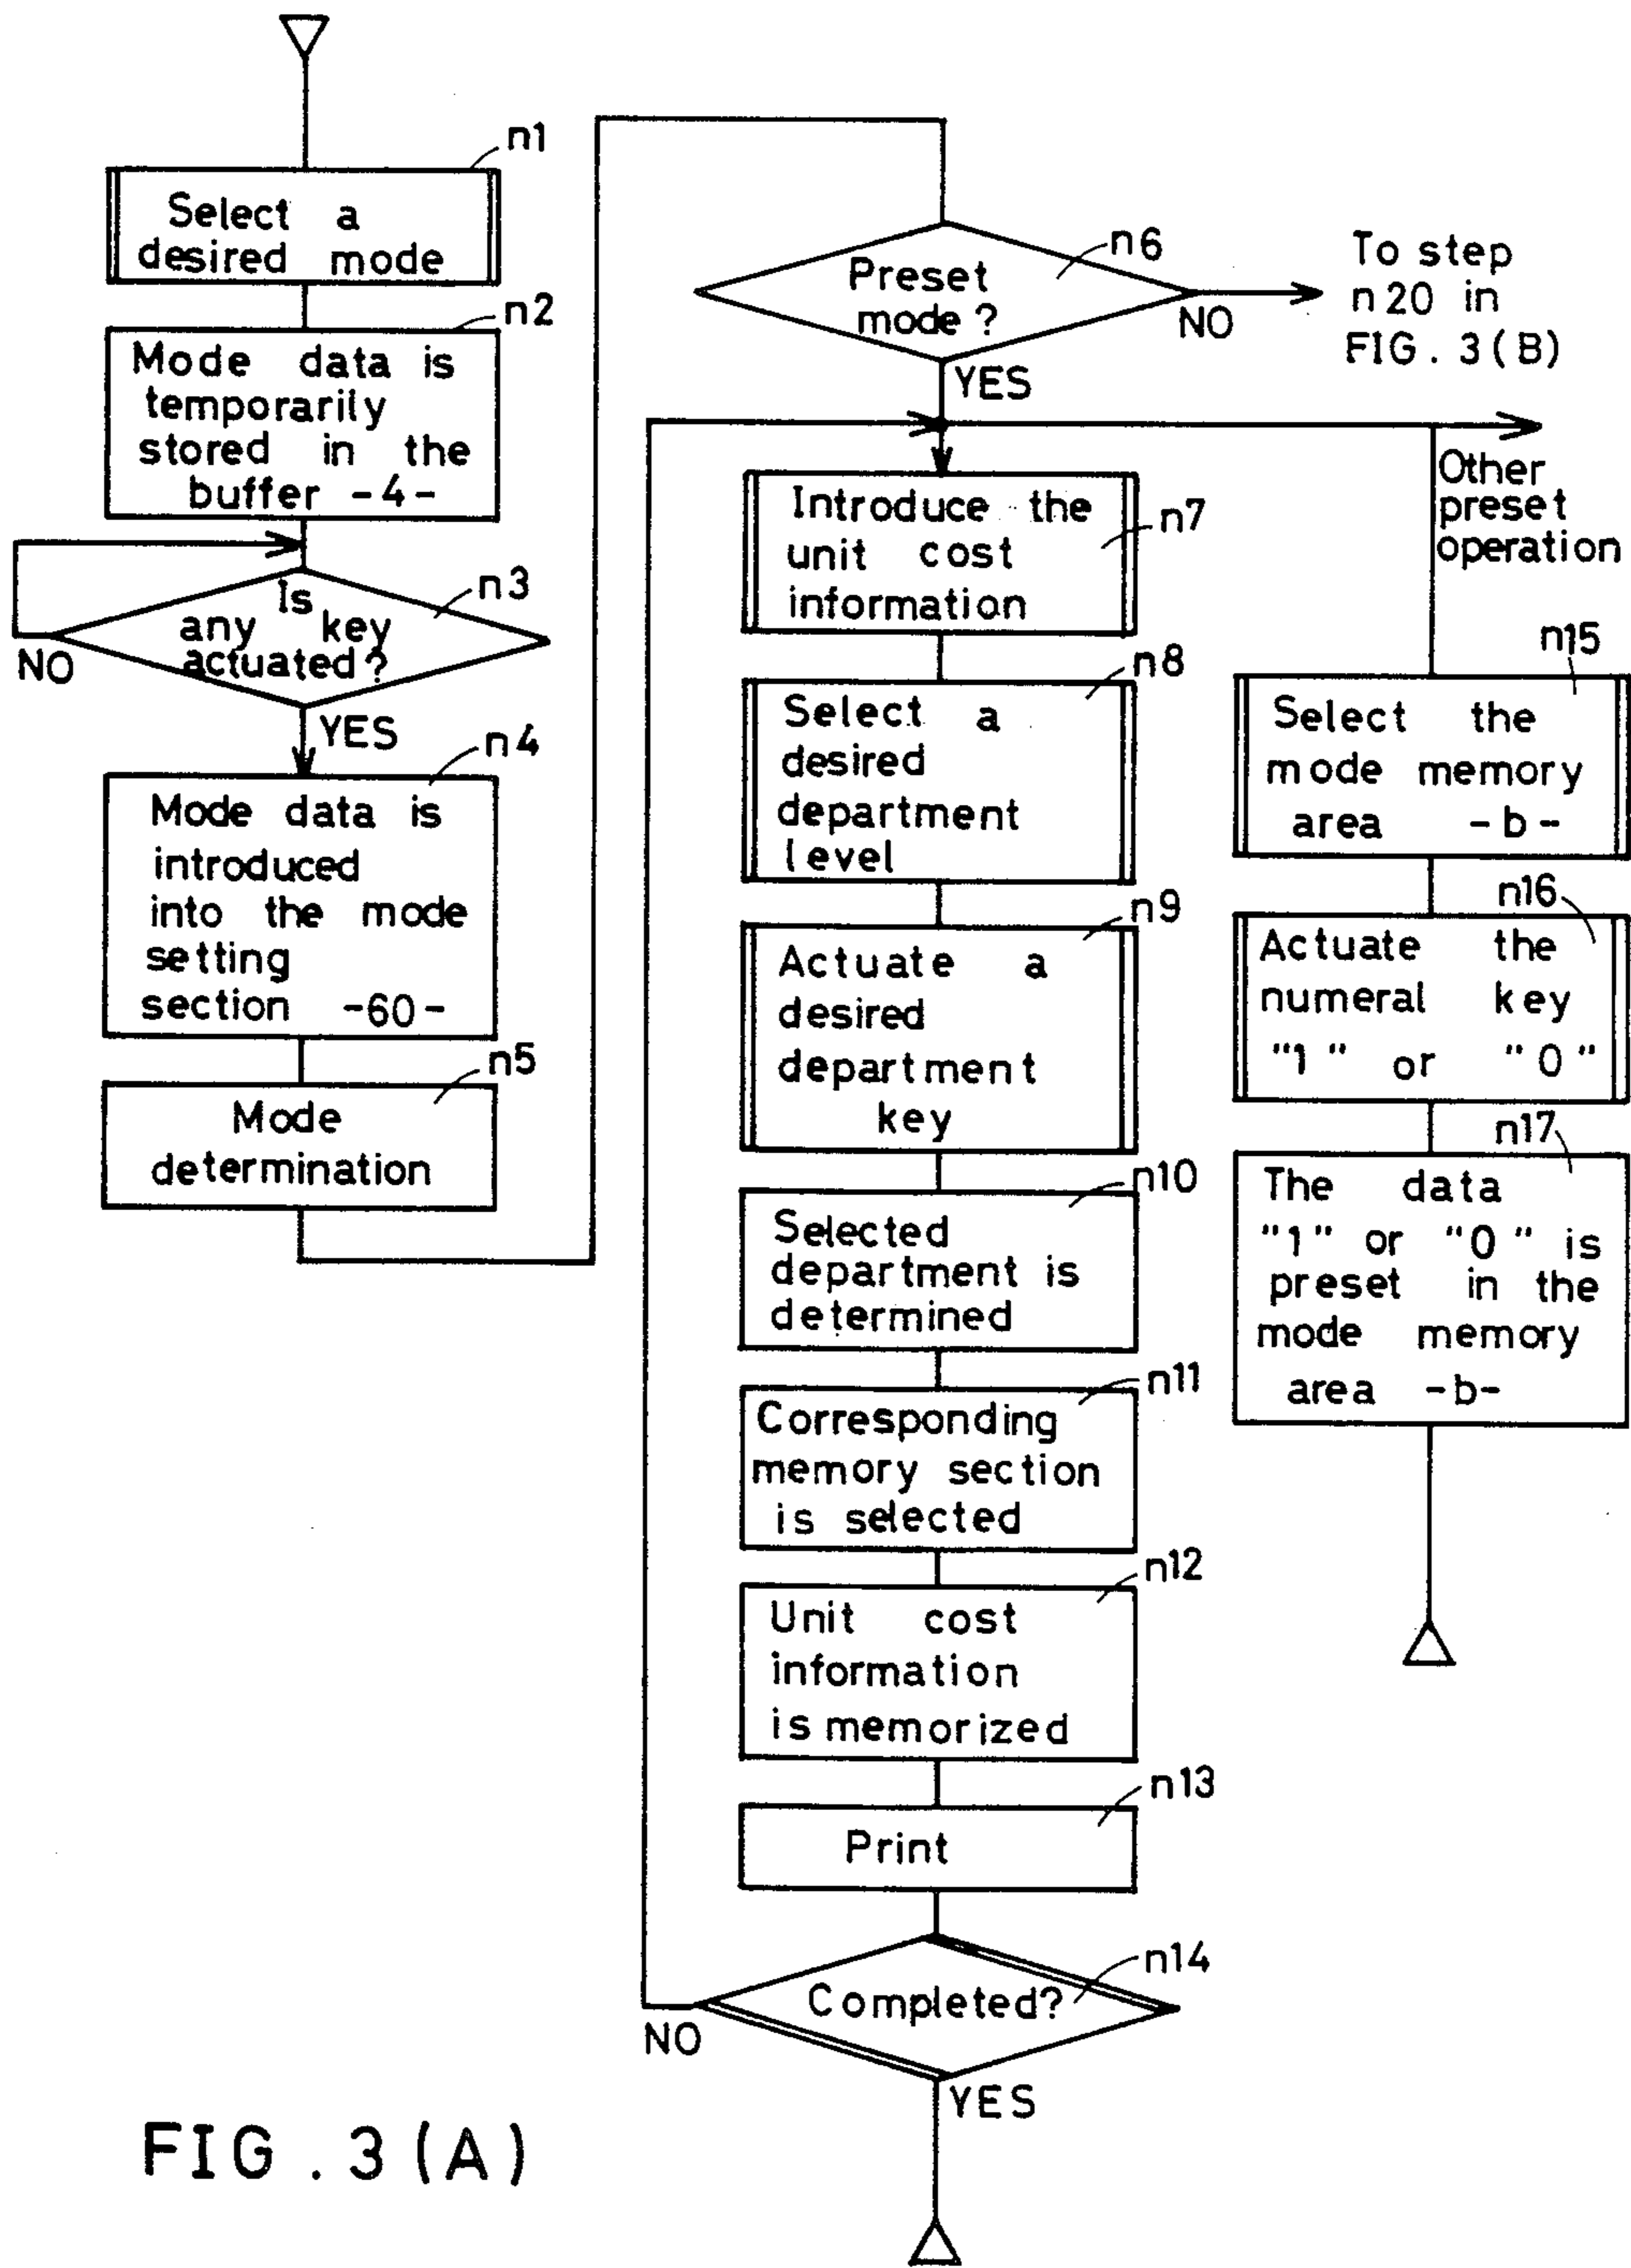 n1
Select a
desired mode
n2
Mode data is
temporarily
stored in the
buffer -4-
n3
Is
any key
actuated?
NO
YES
n4
Mode data is
introduced
into the mode
setting
section -60-
n5
Mode
determination
n6
Preset
mode?
NO
To step
n20 in
FIG. 3(B)
YES
Other
preset
operation
n7
Introduce the
unit cost
information
n8
Select a
desired
department
level
n9
Actuate a
desired
department
key
n10
Selected
department is
determined
n11
Corresponding
memory section
is selected
n12
Unit cost
information
is memorized
n13
Print
n14
Completed?
NO
YES
n15
Select the
mode memory
area -b-
n16
Actuate the
numeral key
"1" or "0"
n17
The data
"1" or "0" is
preset in the
mode memory
area -b-
FIG. 3(A)